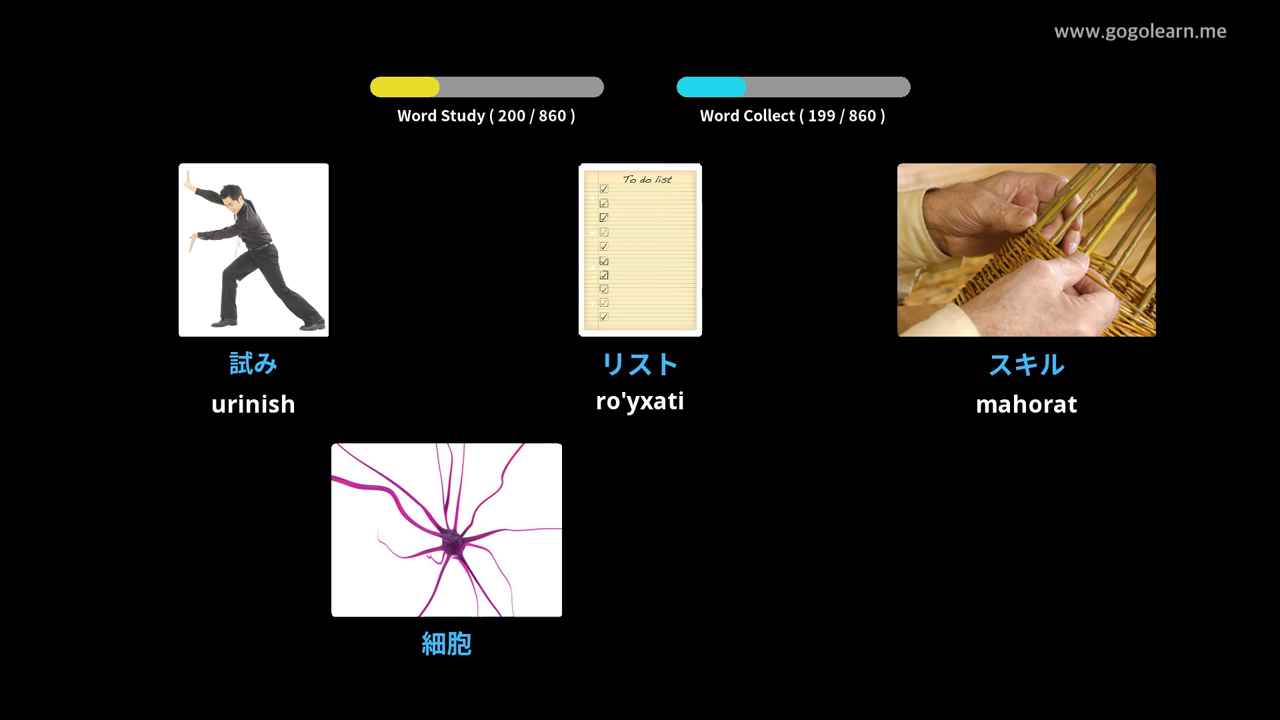 www.gogolearn.me
Word Study ( 200 / 860 )
Word Collect ( 199 / 860 )
To do list
試み
リスト
スキル
urinish
ro'yxati
mahorat
細胞